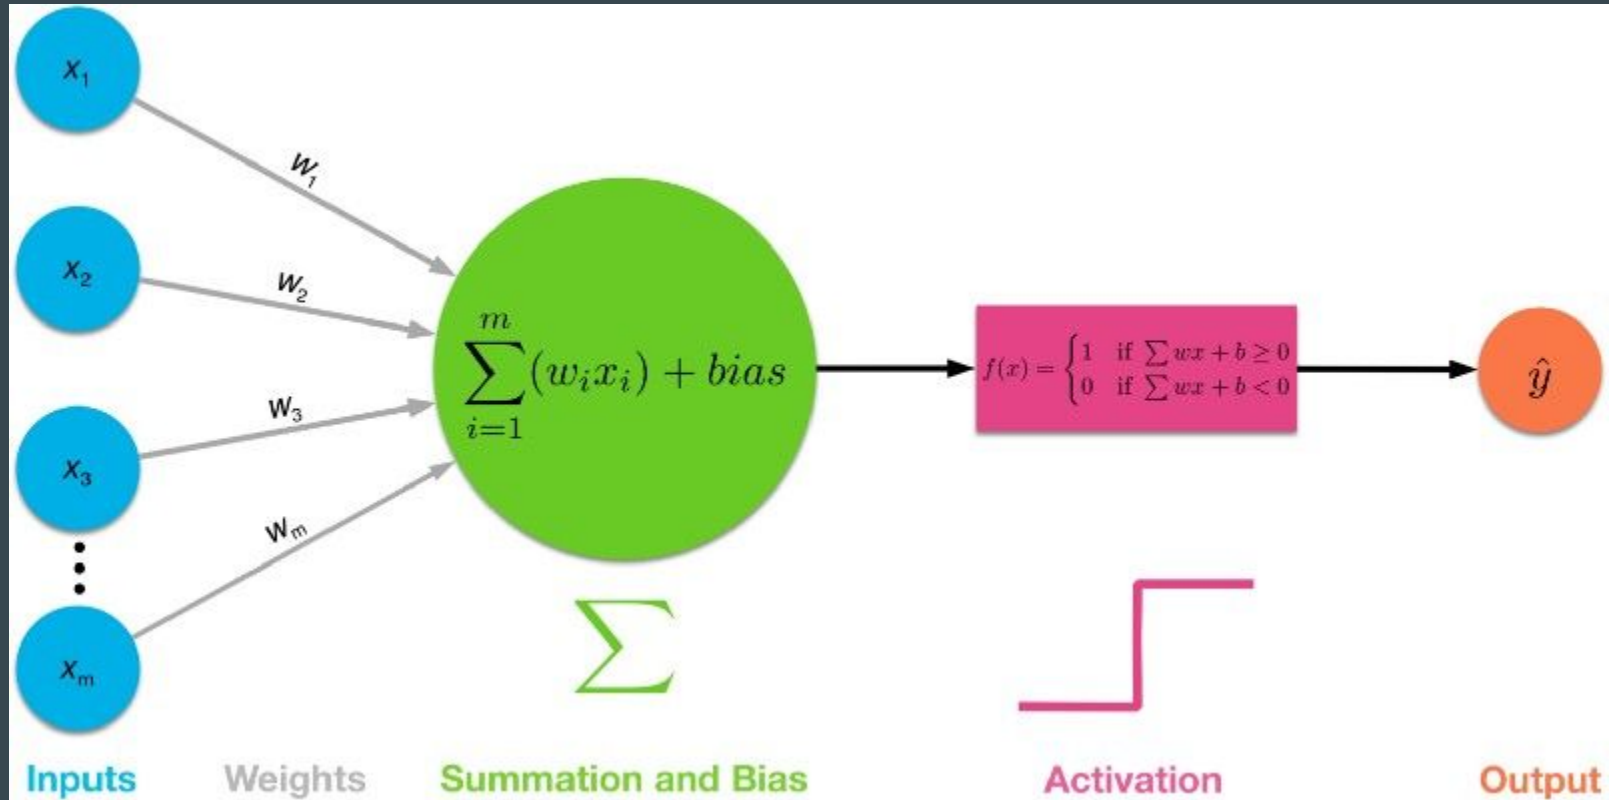 x₁
w₁
x₂
w₂
x₃
w₃
xₘ
wₘ
∑
m
i=1
(wᵢxᵢ) + bias
f(x) = { 1 if ∑ wx + b ≥ 0
0 if ∑ wx + b < 0
ŷ
∑
Inputs
Weights
Summation and Bias
Activation
Output